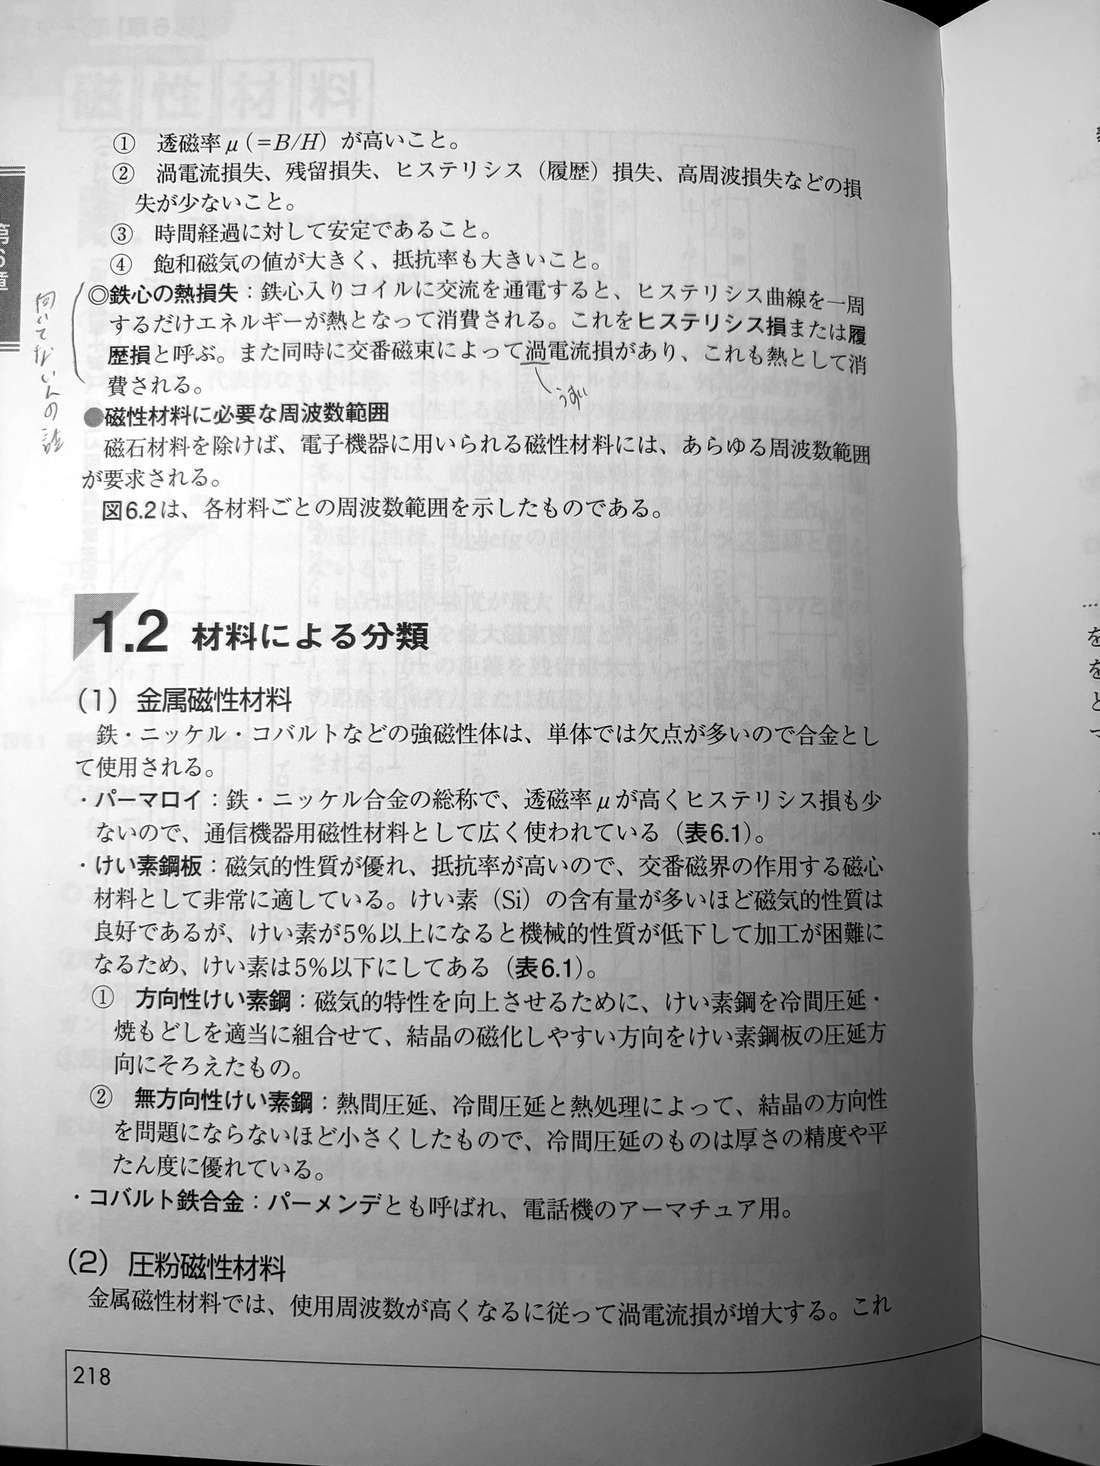 ① 透磁率μ(=B/H)が高いこと。
② 渦電流損失、残留損失、ヒステリシス（履歴）損失、高周波損失などの損
失が少ないこと。
③ 時間経過に対して安定であること。
④ 飽和磁気の値が大きく、抵抗率も大きいこと。
◎鉄心の熱損失：鉄心入りコイルに交流を通電すると、ヒステリシス曲線を一周
するだけエネルギーが熱となって消費される。これをヒステリシス損または履
歴損と呼ぶ。また同時に交番磁束によって渦電流損があり、これも熱として消
費される。
うず
●磁性材料に必要な周波数範囲
磁石材料を除けば、電子機器に用いられる磁性材料には、あらゆる周波数範囲
が要求される。
図6.2は、各材料ごとの周波数範囲を示したものである。
1.2 材料による分類
（1）金属磁性材料
鉄・ニッケル・コバルトなどの強磁性体は、単体では欠点が多いので合金とし
て使用される。
・パーマロイ：鉄・ニッケル合金の総称で、透磁率μが高くヒステリシス損も少
ないので、通信機器用磁性材料として広く使われている（表6.1）。
・けい素鋼板：磁気的性質が優れ、抵抗率が高いので、交番磁界の作用する磁心
材料として非常に適している。けい素（Si）の含有量が多いほど磁気的性質は
良好であるが、けい素が5%以上になると機械的性質が低下して加工が困難に
なるため、けい素は5%以下にしてある（表6.1）。
① 方向性けい素鋼：磁気的特性を向上させるために、けい素鋼を冷間圧延・
焼もどしを適当に組合せて、結晶の磁化しやすい方向をけい素鋼板の圧延方
向にそろえたもの。
② 無方向性けい素鋼：熱間圧延、冷間圧延と熱処理によって、結晶の方向性
を問題にならないほど小さくしたもので、冷間圧延のものは厚さの精度や平
たん度に優れている。
・コバルト鉄合金：パーメンデとも呼ばれ、電話機のアーマチュア用。
（2）圧粉磁性材料
金属磁性材料では、使用周波数が高くなるに従って渦電流損が増大する。これ
218